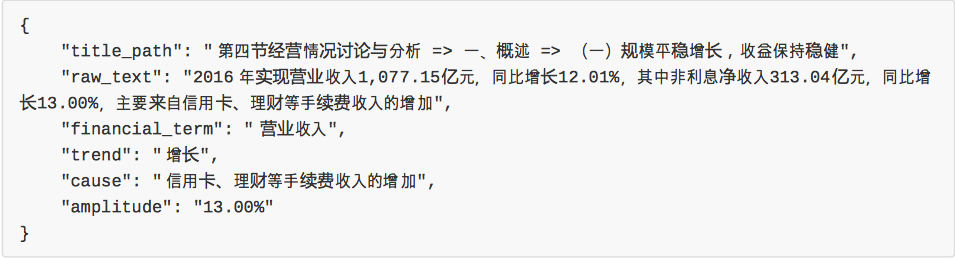 {
"title_path": "第四节经营情况讨论与分析 => 一、概述 => （一）规模平稳增长，收益保持稳健",
"raw_text": "2016 年实现营业收入1,077.15亿元，同比增长12.01%，其中非利息净收入313.04亿元，同比增
长13.00%，主要来自信用卡、理财等手续费收入的增加",
"financial_term": "营业收入",
"trend": "增长",
"cause": "信用卡、理财等手续费收入的增加",
"amplitude": "13.00%"
}